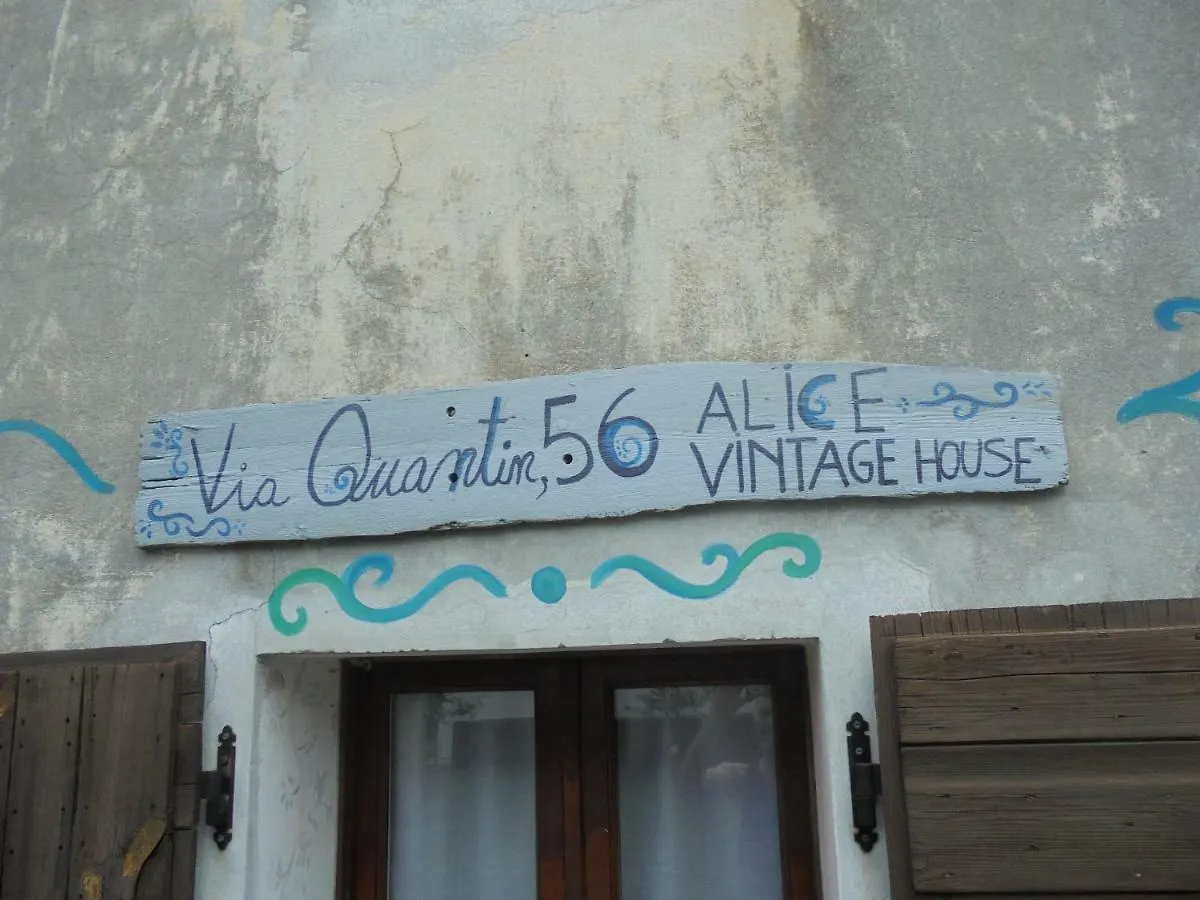 Via Quantin, 56
ALiCE
VINTAGE HOUSE